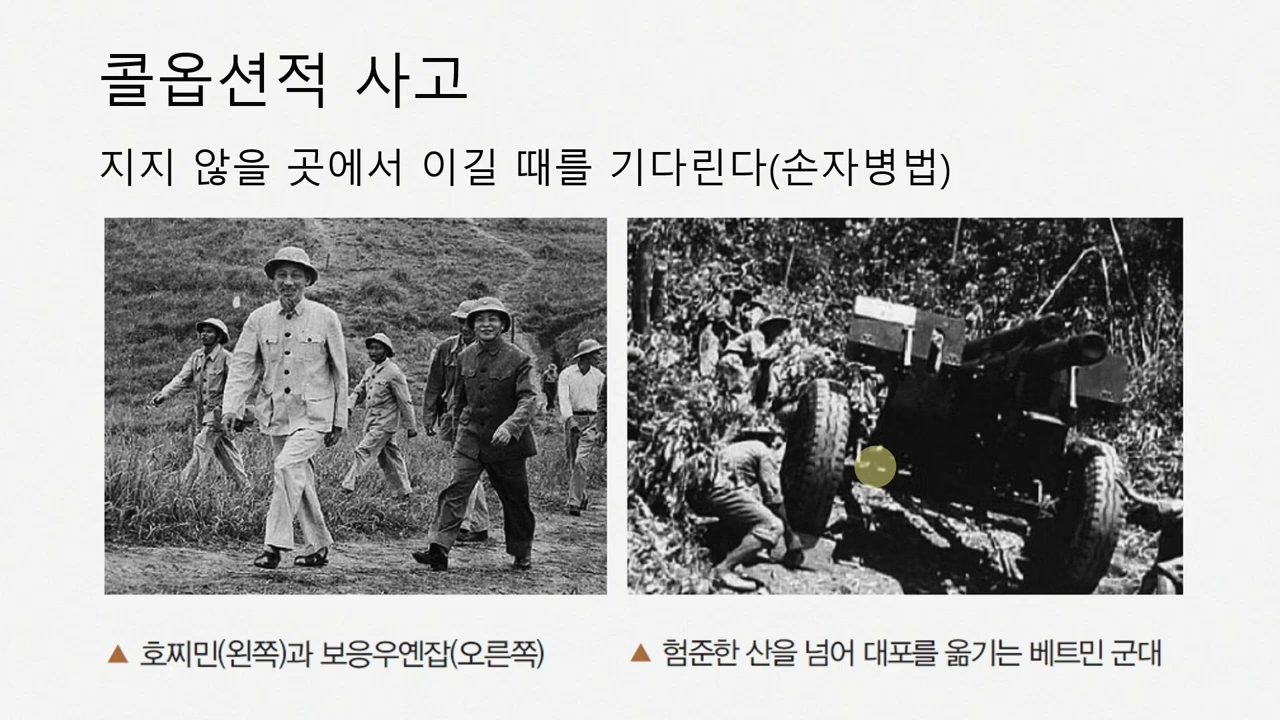 콜옵션적 사고
지지 않을 곳에서 이길 때를 기다린다(손자병법)
▲ 호찌민(왼쪽)과 보응우옌잡(오른쪽)
▲ 험준한 산을 넘어 대포를 옮기는 베트민 군대